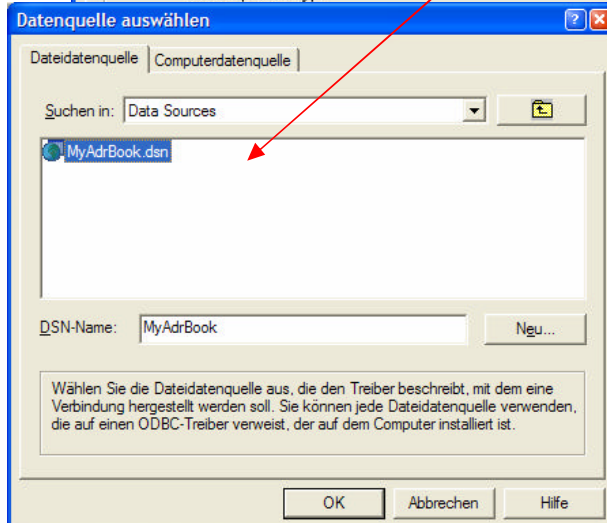 Datenquelle auswählen
Dateidatenquelle Computerdatenquelle
Suchen in: Data Sources
MyAdrBook.dsn
DSN-Name: MyAdrBook Neu...
Wählen Sie die Dateidatenquelle aus, die den Treiber beschreibt, mit dem eine
Verbindung hergestellt werden soll. Sie können jede Dateidatenquelle verwenden,
die auf einen ODBC-Treiber verweist, der auf dem Computer installiert ist.
OK Abbrechen Hilfe